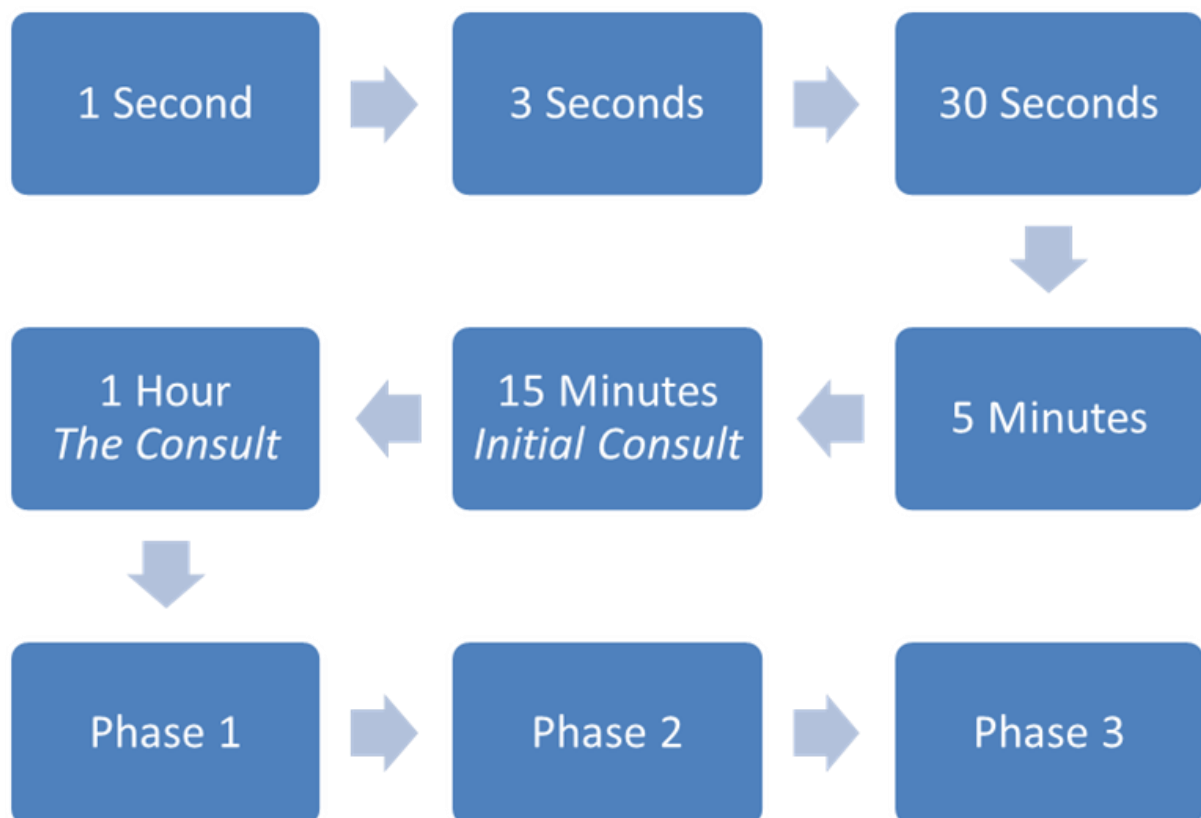 1 Second
3 Seconds
30 Seconds
5 Minutes
15 Minutes
Initial Consult
1 Hour
The Consult
Phase 1
Phase 2
Phase 3